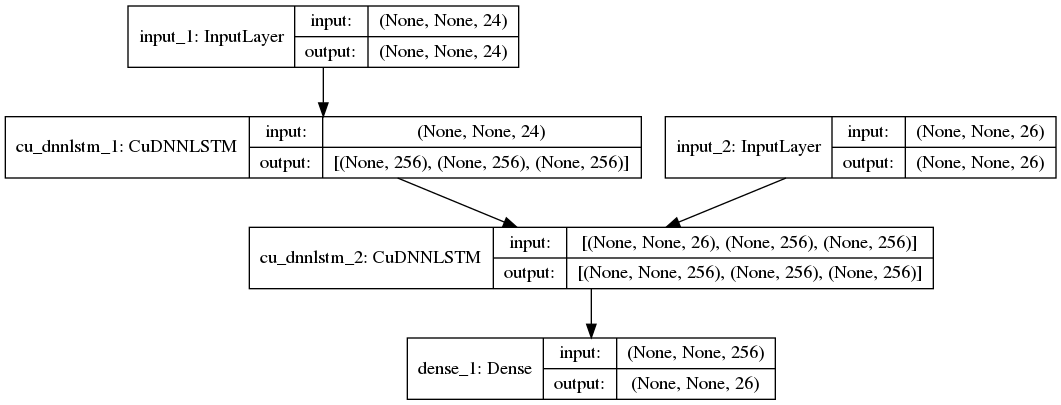 input_1: InputLayer
input: (None, None, 24)
output: (None, None, 24)
cu_dnnlstm_1: CuDNNLSTM
input: (None, None, 24)
output: [(None, 256), (None, 256), (None, 256)]
input_2: InputLayer
input: (None, None, 26)
output: (None, None, 26)
cu_dnnlstm_2: CuDNNLSTM
input: [(None, None, 26), (None, 256), (None, 256)]
output: [(None, None, 256), (None, 256), (None, 256)]
dense_1: Dense
input: (None, None, 256)
output: (None, None, 26)